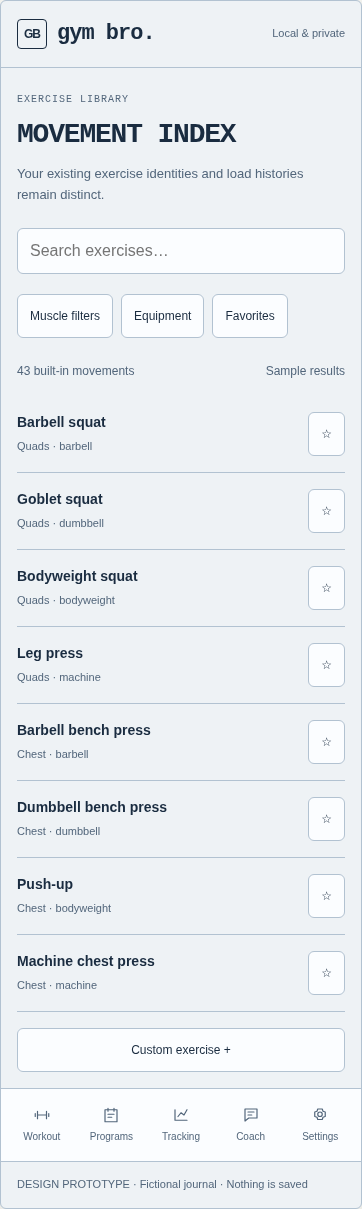 GB gym bro. Local & private
EXERCISE LIBRARY
MOVEMENT INDEX
Your existing exercise identities and load histories
remain distinct.
Search exercises…
Muscle filters Equipment Favorites
43 built-in movements Sample results
Barbell squat
Quads · barbell
Goblet squat
Quads · dumbbell
Bodyweight squat
Quads · bodyweight
Leg press
Quads · machine
Barbell bench press
Chest · barbell
Dumbbell bench press
Chest · dumbbell
Push-up
Chest · bodyweight
Machine chest press
Chest · machine
Custom exercise +
Workout Programs Tracking Coach Settings
DESIGN PROTOTYPE · Fictional journal · Nothing is saved